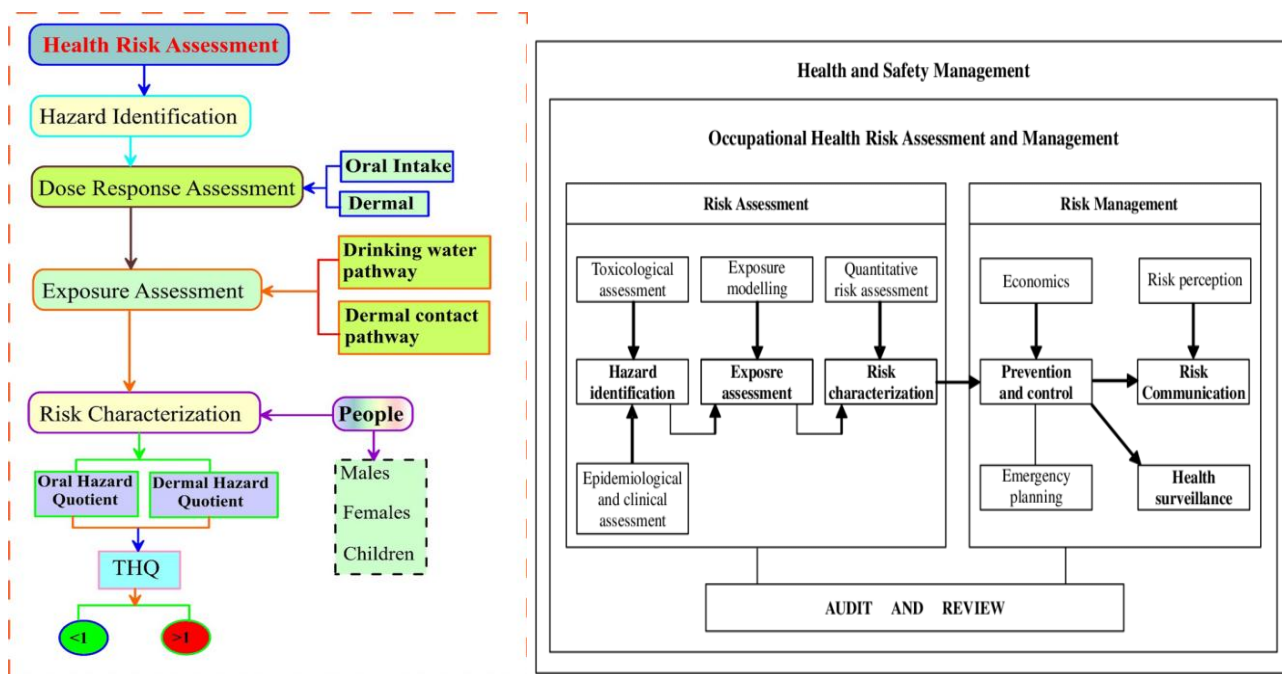 Health Risk Assessment
Hazard Identification
Dose Response Assessment
Oral Intake
Dermal
Exposure Assessment
Drinking water
pathway
Dermal contact
pathway
Risk Characterization
People
Males
Females
Children
Oral Hazard
Quotient
Dermal Hazard
Quotient
THQ
<1
>1
Health and Safety Management
Occupational Health Risk Assessment and Management
Risk Assessment
Toxicological
assessment
Exposure
modelling
Quantitative
risk assessment
Hazard
identification
Exposre
assessment
Risk
characterization
Epidemiological
and clinical
assessment
Risk Management
Economics
Risk perception
Prevention
and control
Risk
Communication
Emergency
planning
Health
surveillance
AUDIT AND REVIEW